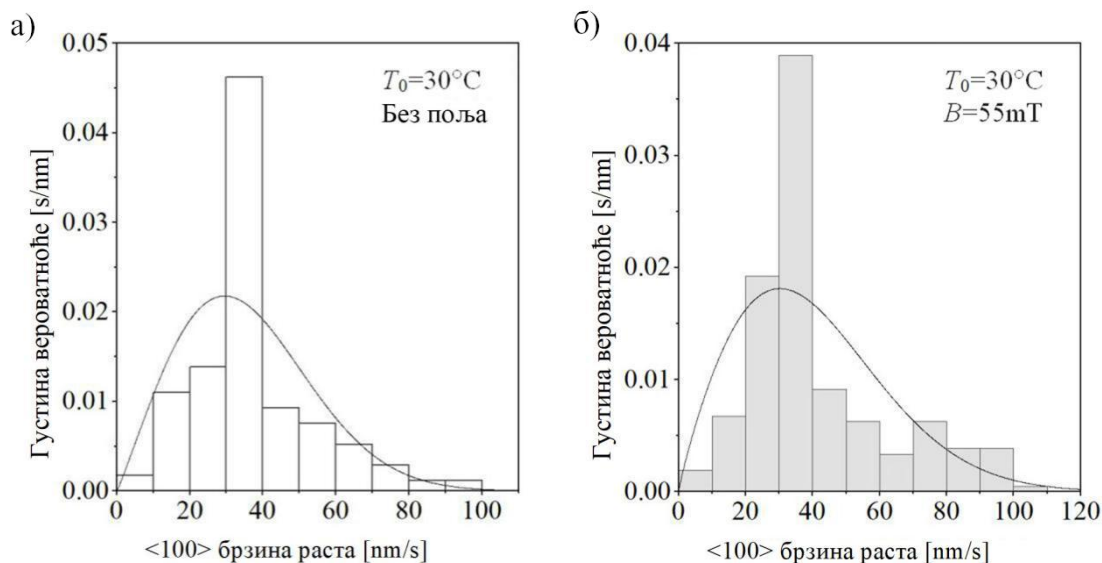 а)
Густина вероватноће [s/nm]
0.05
0.04
0.03
0.02
0.01
0.00
T₀=30°C
Без поља
0 20 40 60 80 100
<100> брзина раста [nm/s]
б)
Густина вероватноће [s/nm]
0.04
0.03
0.02
0.01
0.00
T₀=30°C
B=55mT
0 20 40 60 80 100 120
<100> брзина раста [nm/s]